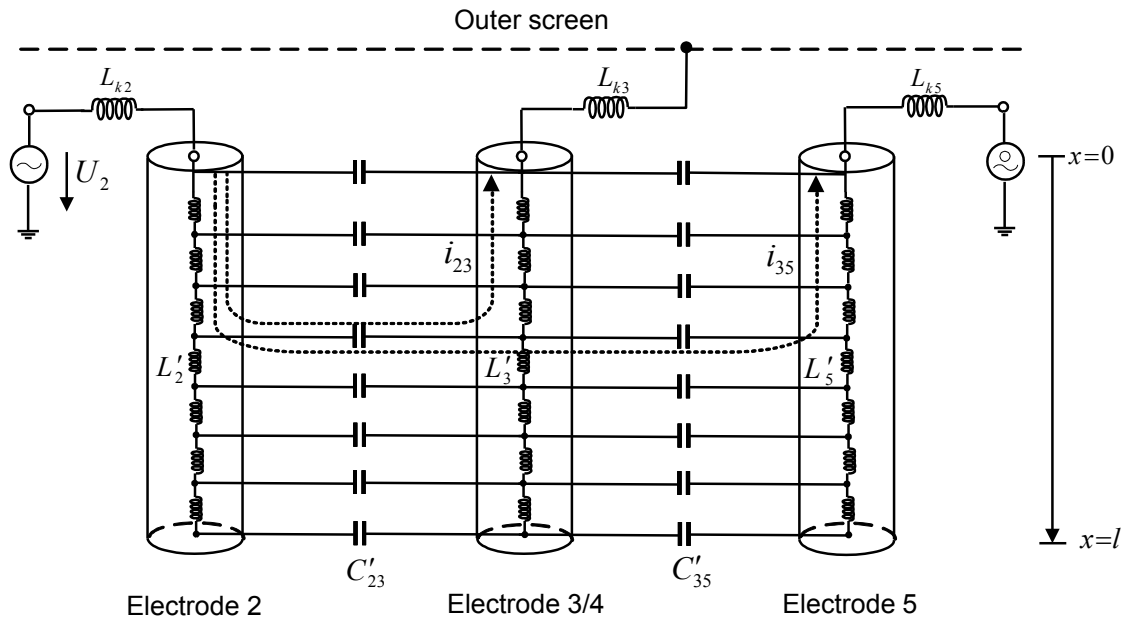 Outer screen
L_{k2}
L_{k3}
L_{k5}
U_2
x=0
i_{23}
i_{35}
L'_2
L'_3
L'_5
x=l
C'_{23}
C'_{35}
Electrode 2
Electrode 3/4
Electrode 5